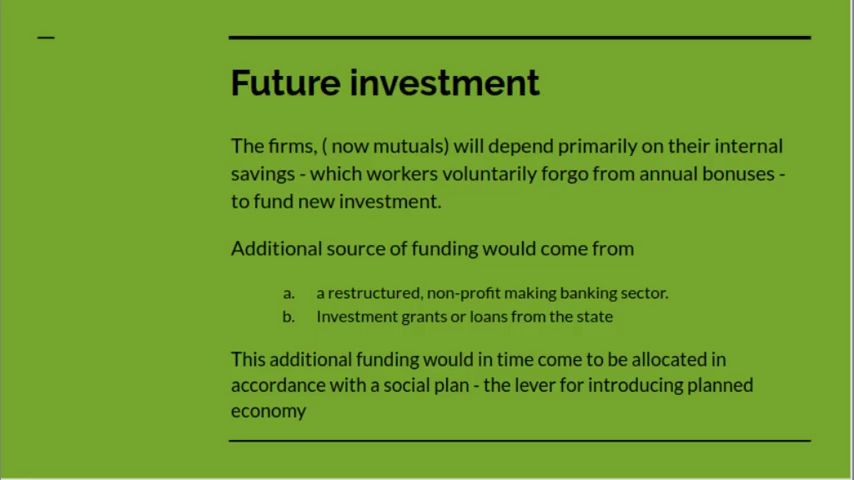 Future investment
The firms, ( now mutuals) will depend primarily on their internal
savings - which workers voluntarily forgo from annual bonuses -
to fund new investment.
Additional source of funding would come from
a. a restructured, non-profit making banking sector.
b. Investment grants or loans from the state
This additional funding would in time come to be allocated in
accordance with a social plan - the lever for introducing planned
economy